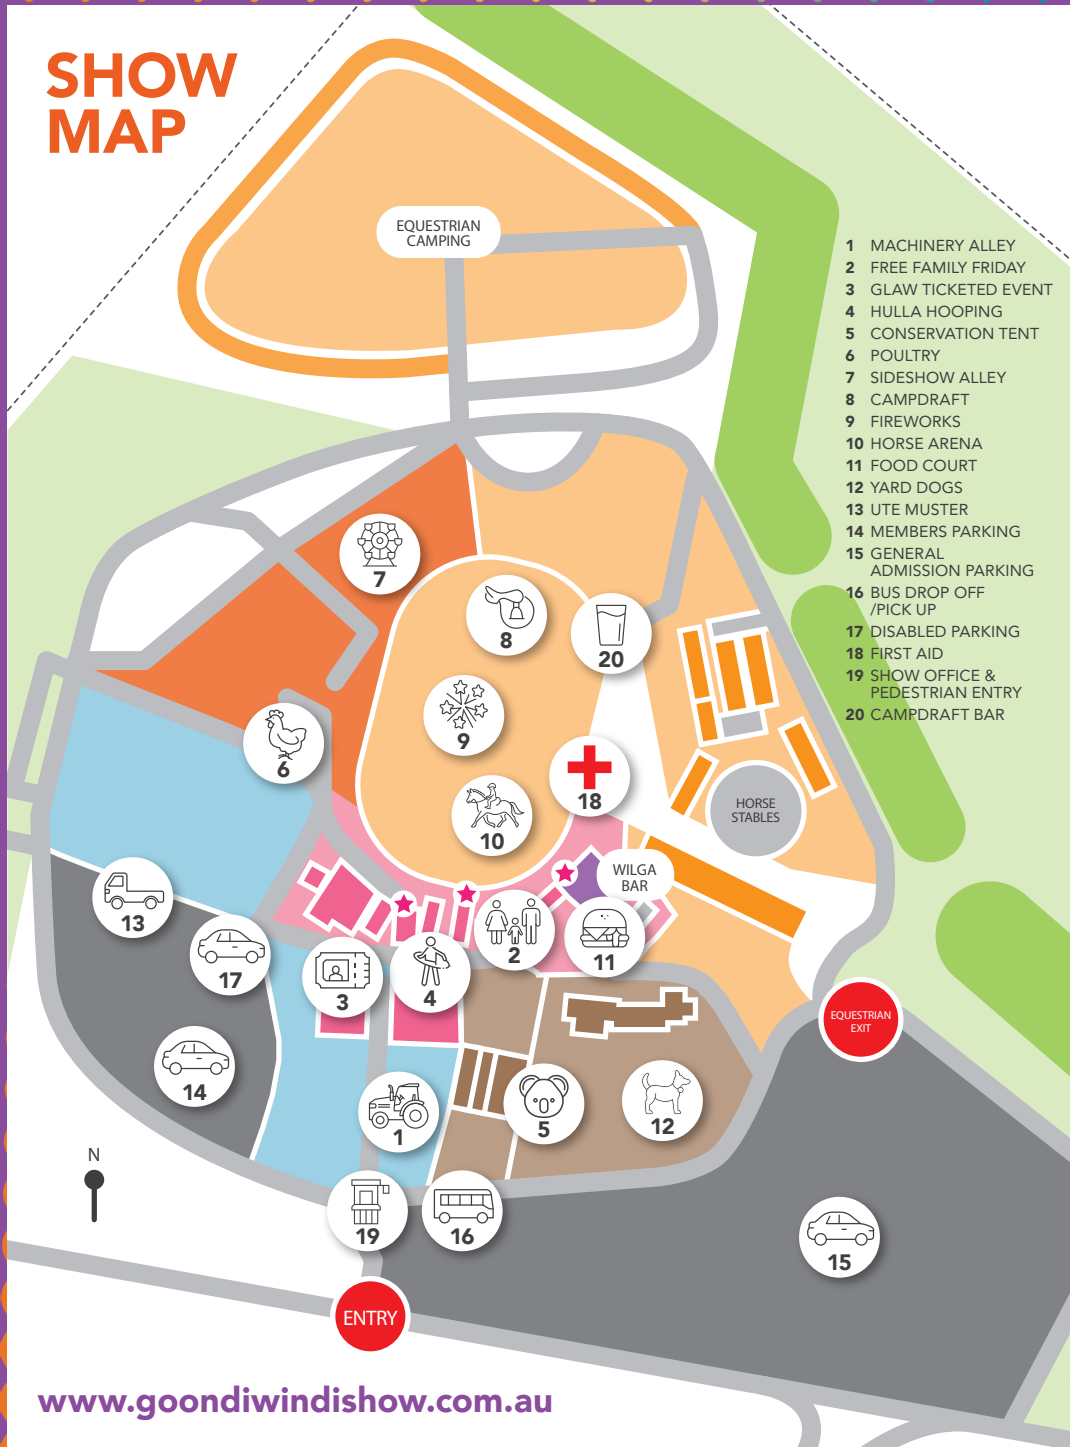 SHOW
MAP
EQUESTRIAN
CAMPING
1 MACHINERY ALLEY
2 FREE FAMILY FRIDAY
3 GLAW TICKETED EVENT
4 HULLA HOOPING
5 CONSERVATION TENT
6 POULTRY
7 SIDESHOW ALLEY
8 CAMPDRAFT
9 FIREWORKS
10 HORSE ARENA
11 FOOD COURT
12 YARD DOGS
13 UTE MUSTER
14 MEMBERS PARKING
15 GENERAL
ADMISSION PARKING
16 BUS DROP OFF
/PICK UP
17 DISABLED PARKING
18 FIRST AID
19 SHOW OFFICE &
PEDESTRIAN ENTRY
20 CAMPDRAFT BAR
7
8
20
9
6
18
10
HORSE
STABLES
WILGA
BAR
13
17
2
11
3
4
EQUESTRIAN
EXIT
14
1
5
12
N
19
16
15
ENTRY
www.goondiwindishow.com.au